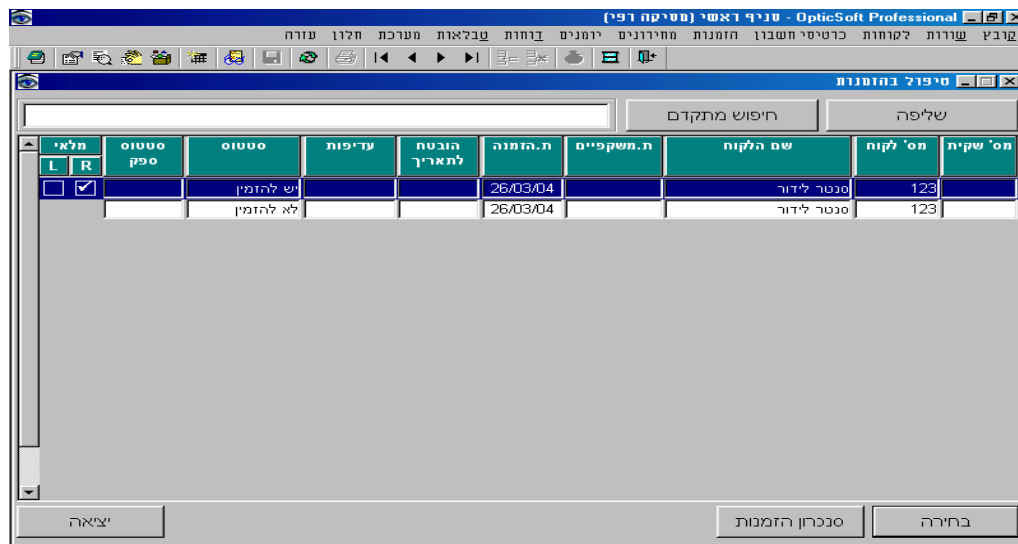 OpticSoft Professional - סניף ראשי (מסיקה רפי)
קובץ שורות לקוחות כרטיסי חשבון הזמנות מחירונים יומנים דוחות טבלאות מערכת חלון עזרה
טיפול בהזמנות
שליפה חיפוש מתקדם
מס' שקית מס' לקוח שם הלקוח ת.משקפיים ת.הזמנה הובטח לתאריך עדיפות סטטוס סטטוס ספק מלאי
R L
123 סנטר לידור 26/03/04 יש להזמין
123 סנטר לידור 26/03/04 לא להזמין
בחירה סנכרון הזמנות יציאה